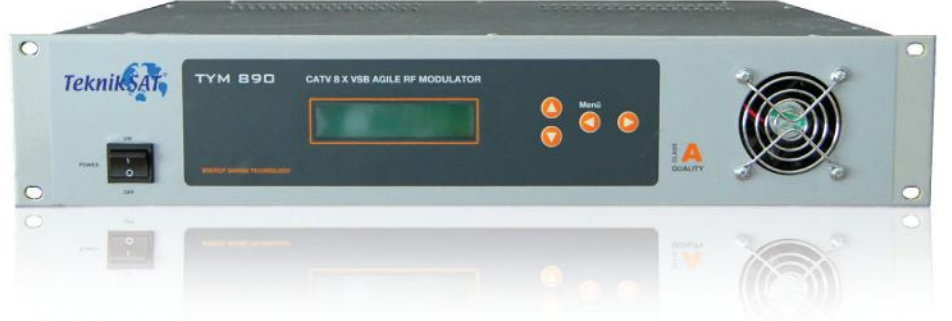 TeknikSAT
TYM 890 CATV 8 X VSB AGILE RF MODULATOR
Menü
ON
POWER
I
O
OFF
ENERGY SAVING TECHNOLOGY
CLASS
A
QUALITY